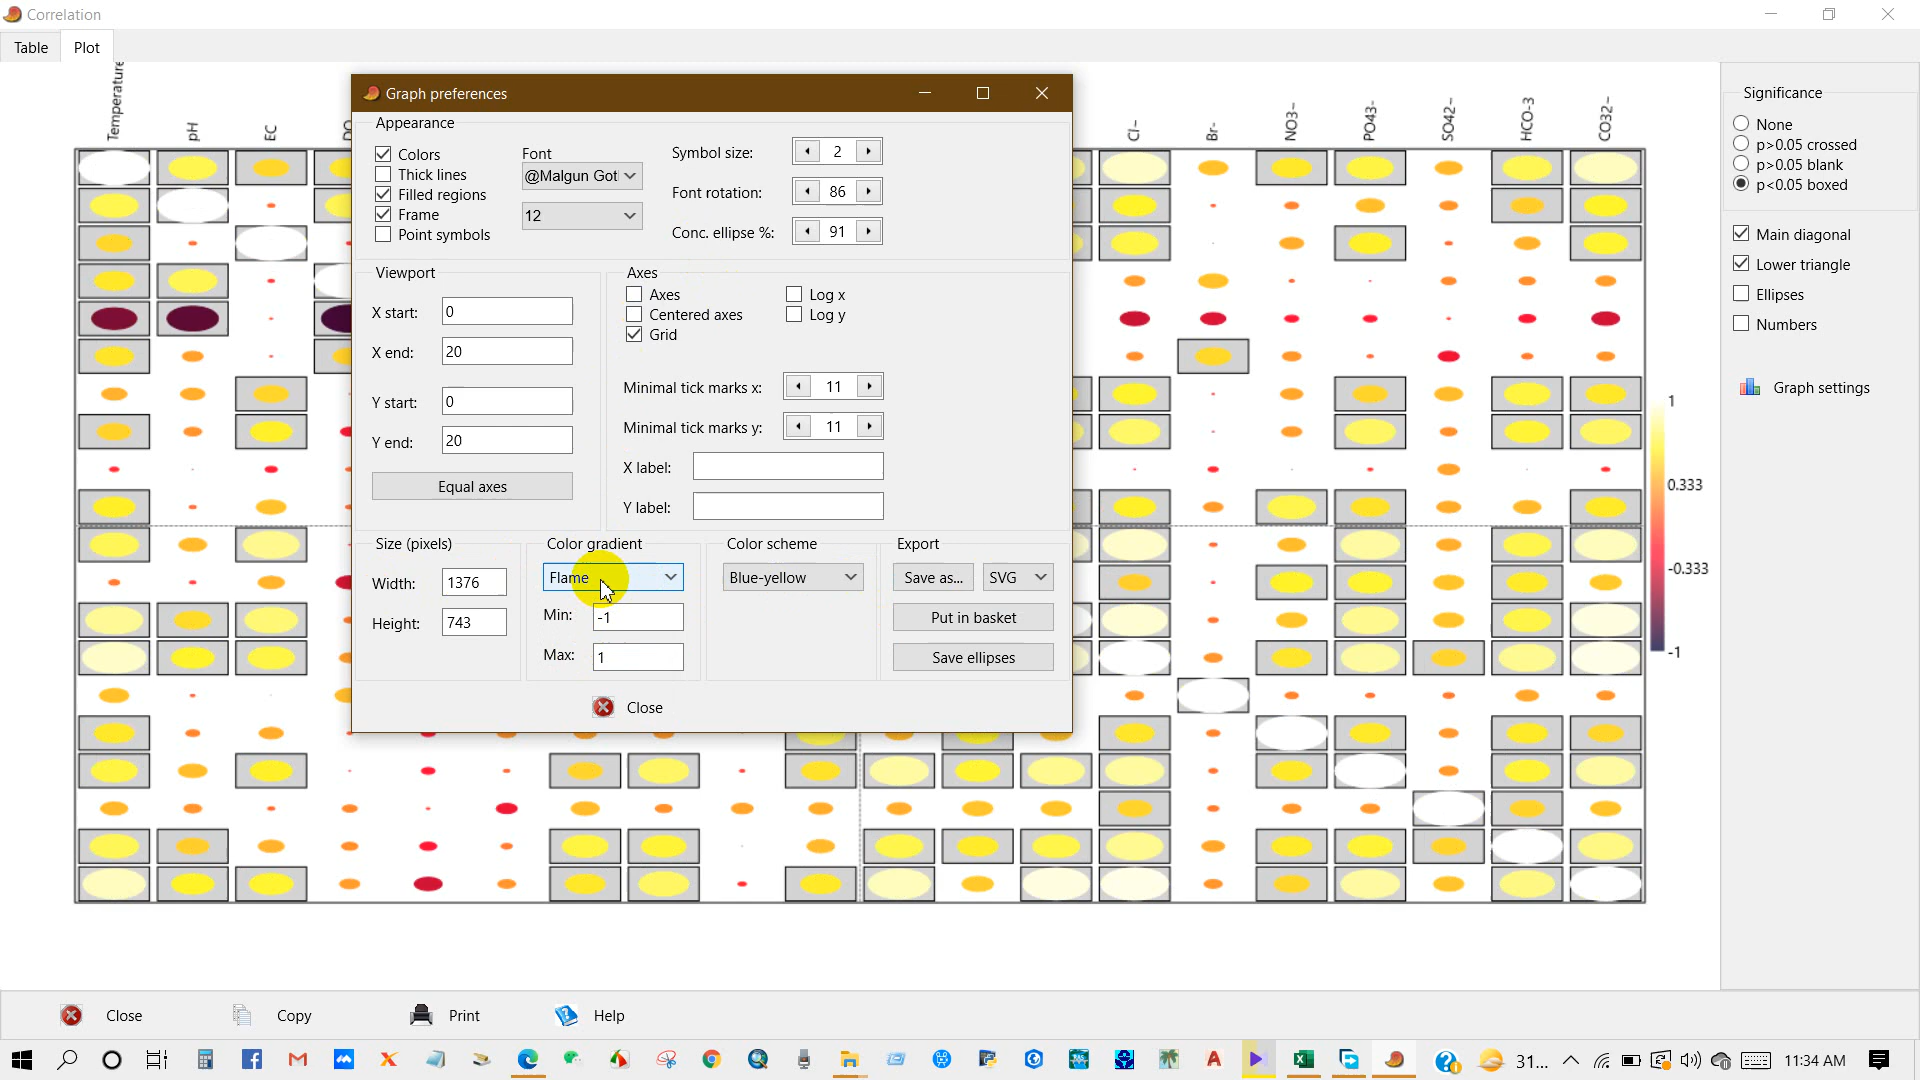 Correlation
Table
Plot
Temperature
pH
EC
Cl–
Br-
NO3–
PO43-
SO42–
HCO-3
CO32–
1
0.333
-0.333
-1
Graph preferences
Appearance
Colors
Thick lines
Filled regions
Frame
Point symbols
Font
@Malgun Got
12
Symbol size: 2
Font rotation: 86
Conc. ellipse %: 91
Viewport
X start: 0
X end: 20
Y start: 0
Y end: 20
Equal axes
Axes
Axes
Centered axes
Grid
Log x
Log y
Minimal tick marks x: 11
Minimal tick marks y: 11
X label:
Y label:
Size (pixels)
Width: 1376
Height: 743
Color gradient
Flame
Min: -1
Max: 1
Color scheme
Blue-yellow
Export
Save as... SVG
Put in basket
Save ellipses
Close
Significance
None
p>0.05 crossed
p>0.05 blank
p<0.05 boxed
Main diagonal
Lower triangle
Ellipses
Numbers
Graph settings
Close
Copy
Print
Help
31...
11:34 AM